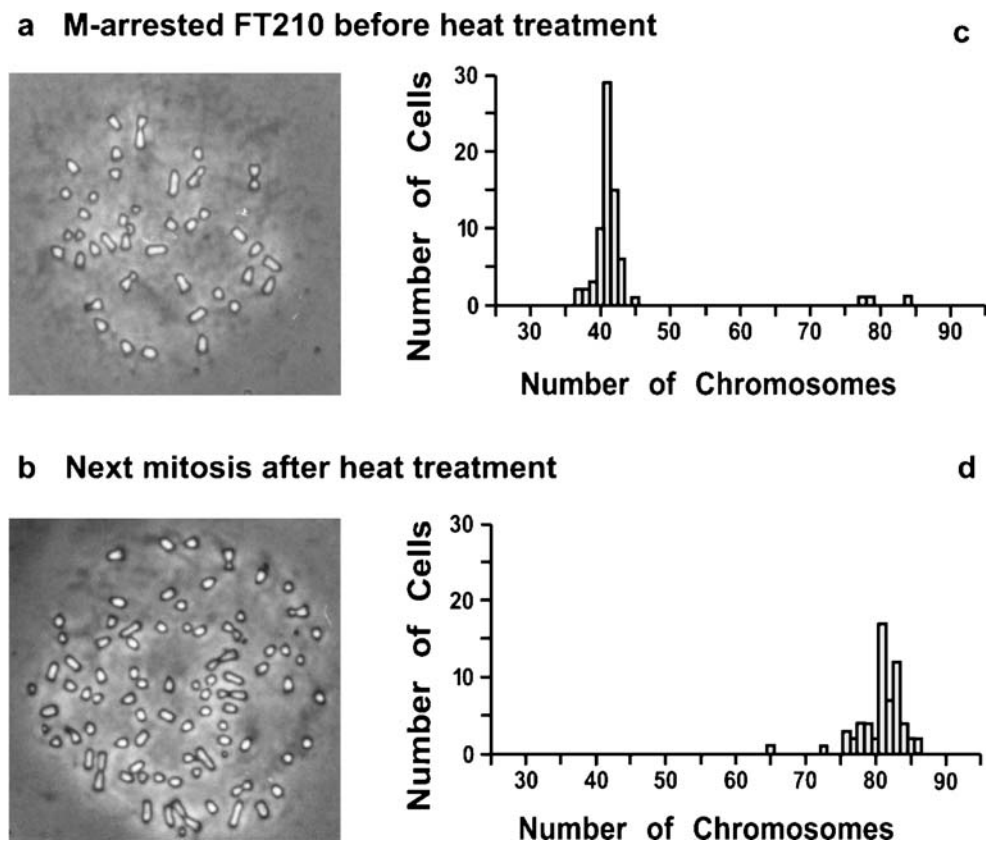 a M-arrested FT210 before heat treatment
c
30
20
10
0
Number of Cells
30 40 50 60 70 80 90
Number of Chromosomes
b Next mitosis after heat treatment
d
30
20
10
0
Number of Cells
30 40 50 60 70 80 90
Number of Chromosomes